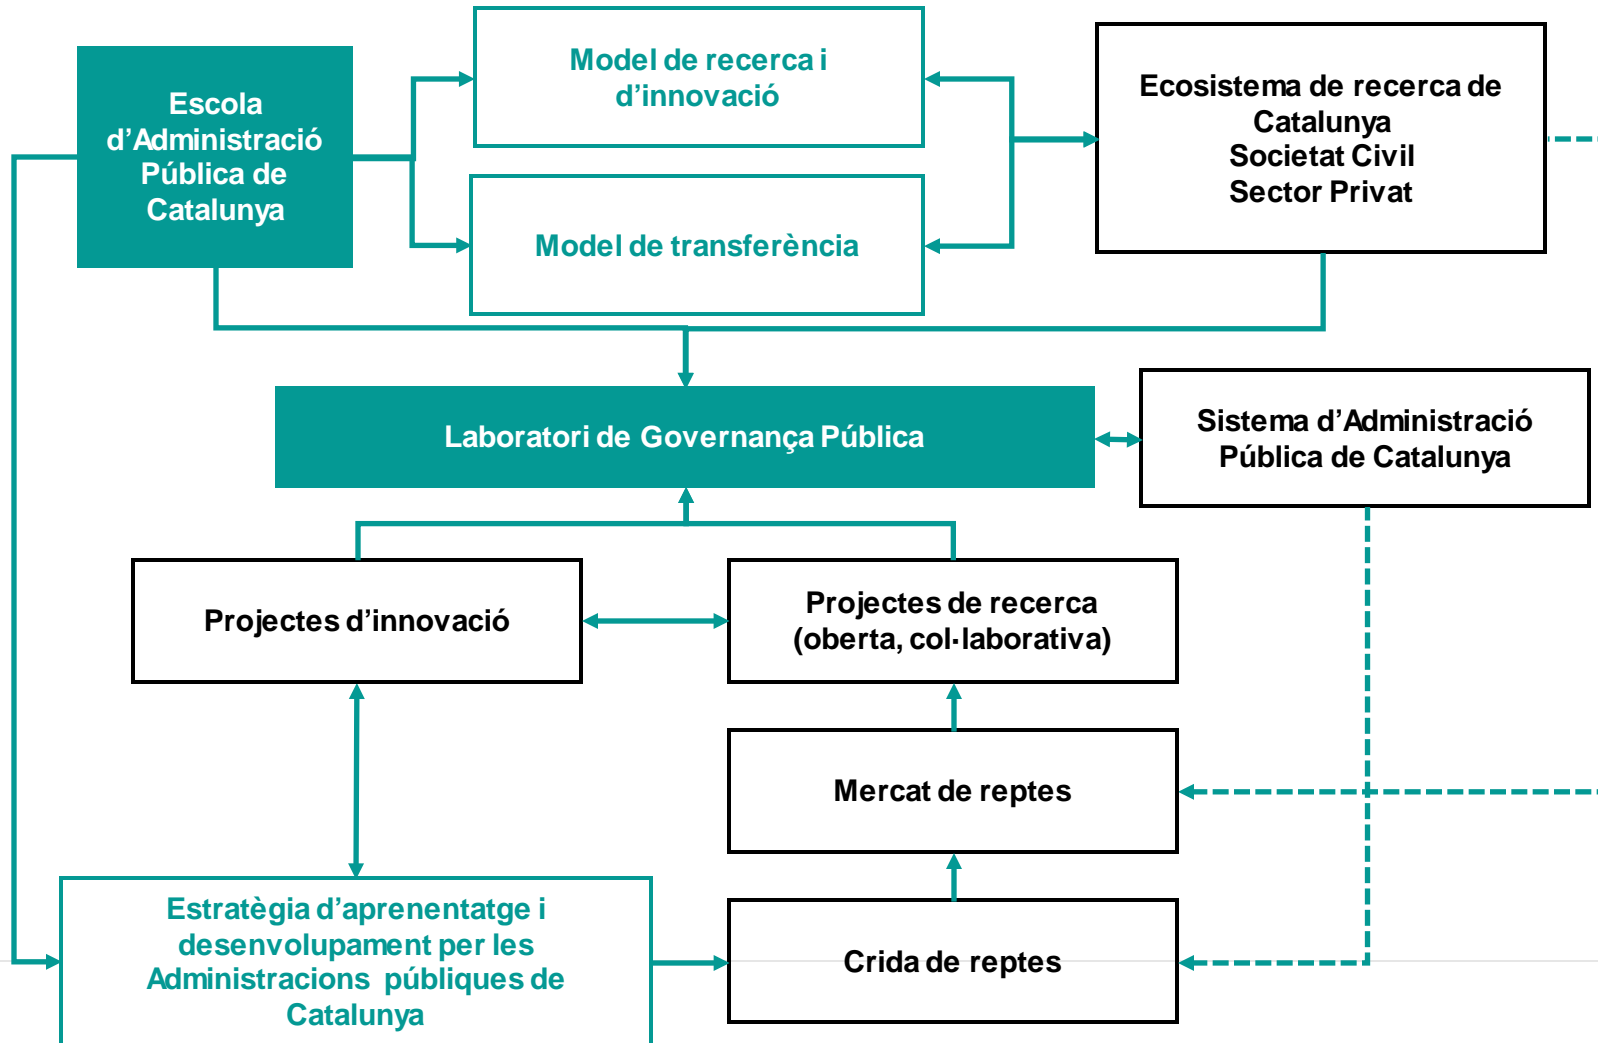 Escola
d’Administració
Pública de
Catalunya
Model de recerca i
d’innovació
Model de transferència
Ecosistema de recerca de
Catalunya
Societat Civil
Sector Privat
Laboratori de Governança Pública
Sistema d’Administració
Pública de Catalunya
Projectes d’innovació
Projectes de recerca
(oberta, col·laborativa)
Mercat de reptes
Estratègia d’aprenentatge i
desenvolupament per les
Administracions públiques de
Catalunya
Crida de reptes